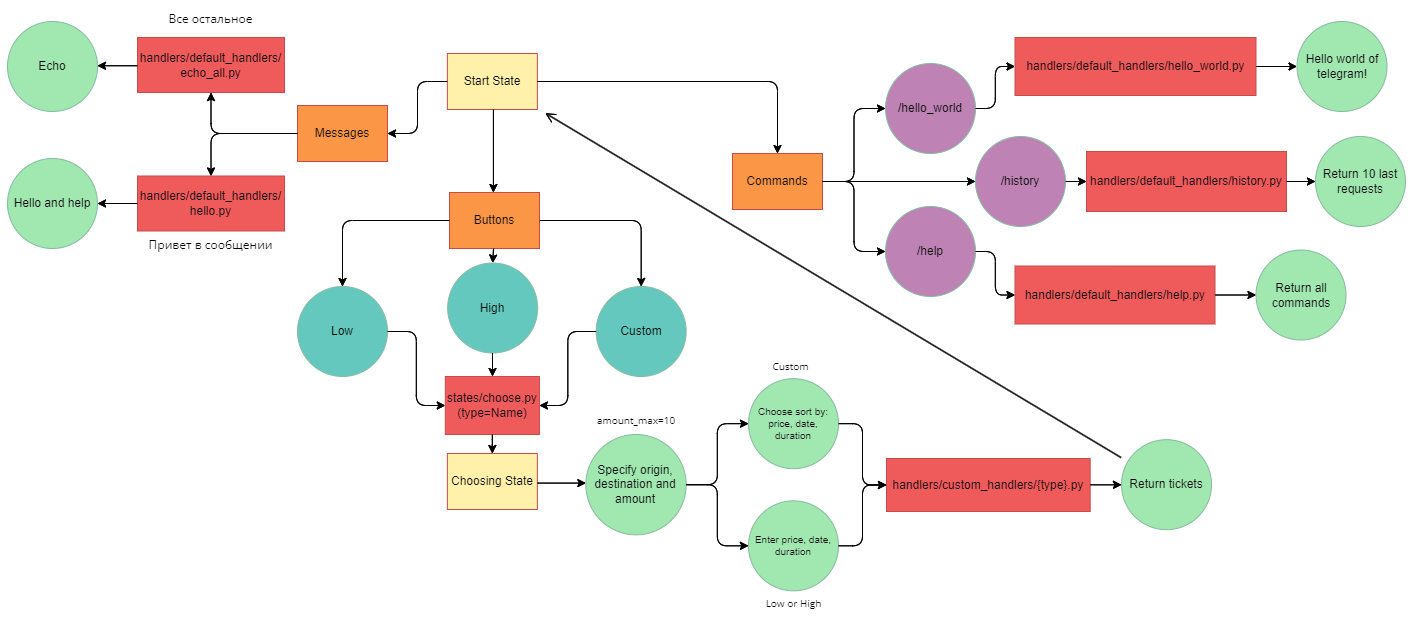 Все остальное
Echo
handlers/default_handlers/
echo_all.py
Start State
Messages
Hello and help
handlers/default_handlers/
hello.py
Привет в сообщении
Commands
/hello_world
handlers/default_handlers/hello_world.py
Hello world of
telegram!
/history
handlers/default_handlers/history.py
Return 10 last
requests
/help
handlers/default_handlers/help.py
Return all
commands
Buttons
Low
High
Custom
states/choose.py
(type=Name)
Choosing State
amount_max=10
Specify origin,
destination and
amount
Custom
Choose sort by:
price, date,
duration
Enter price, date,
duration
Low or High
handlers/custom_handlers/{type}.py
Return tickets